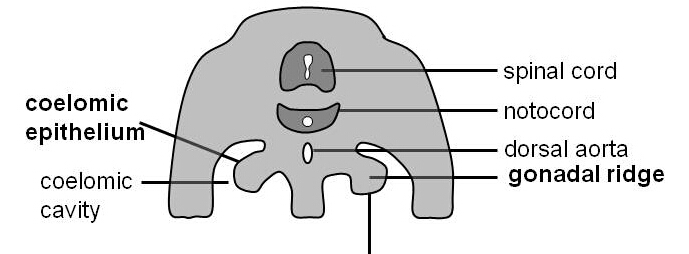 spinal cord
notocord
coelomic
epithelium
dorsal aorta
gonadal ridge
coelomic
cavity